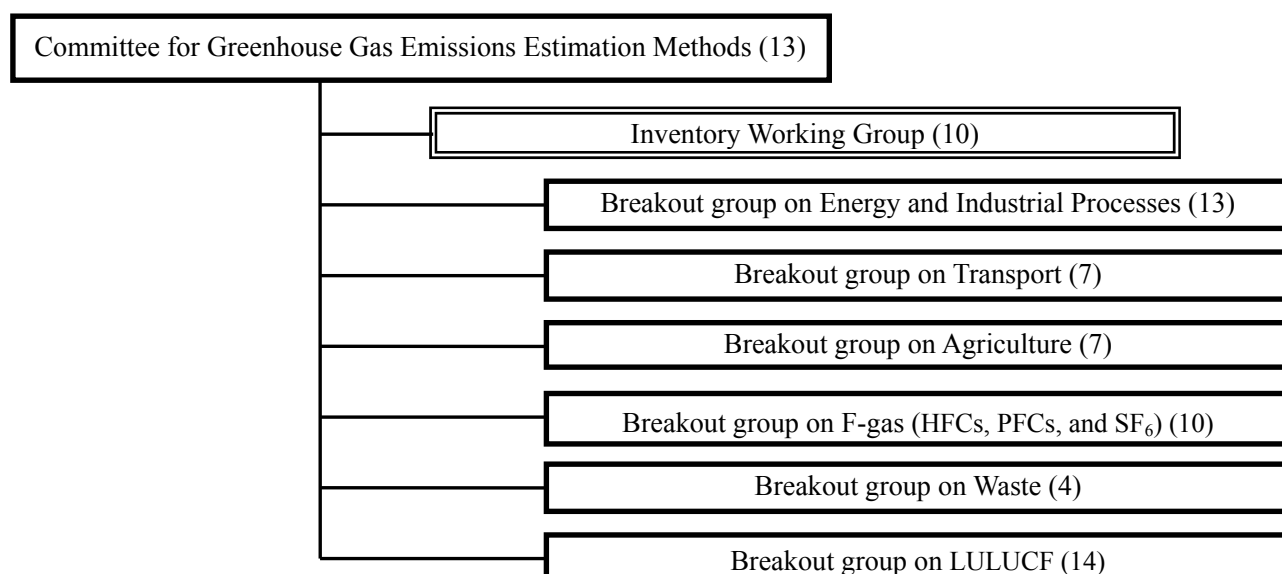 Committee for Greenhouse Gas Emissions Estimation Methods (13)
Inventory Working Group (10)
Breakout group on Energy and Industrial Processes (13)
Breakout group on Transport (7)
Breakout group on Agriculture (7)
Breakout group on F-gas (HFCs, PFCs, and SF₆) (10)
Breakout group on Waste (4)
Breakout group on LULUCF (14)